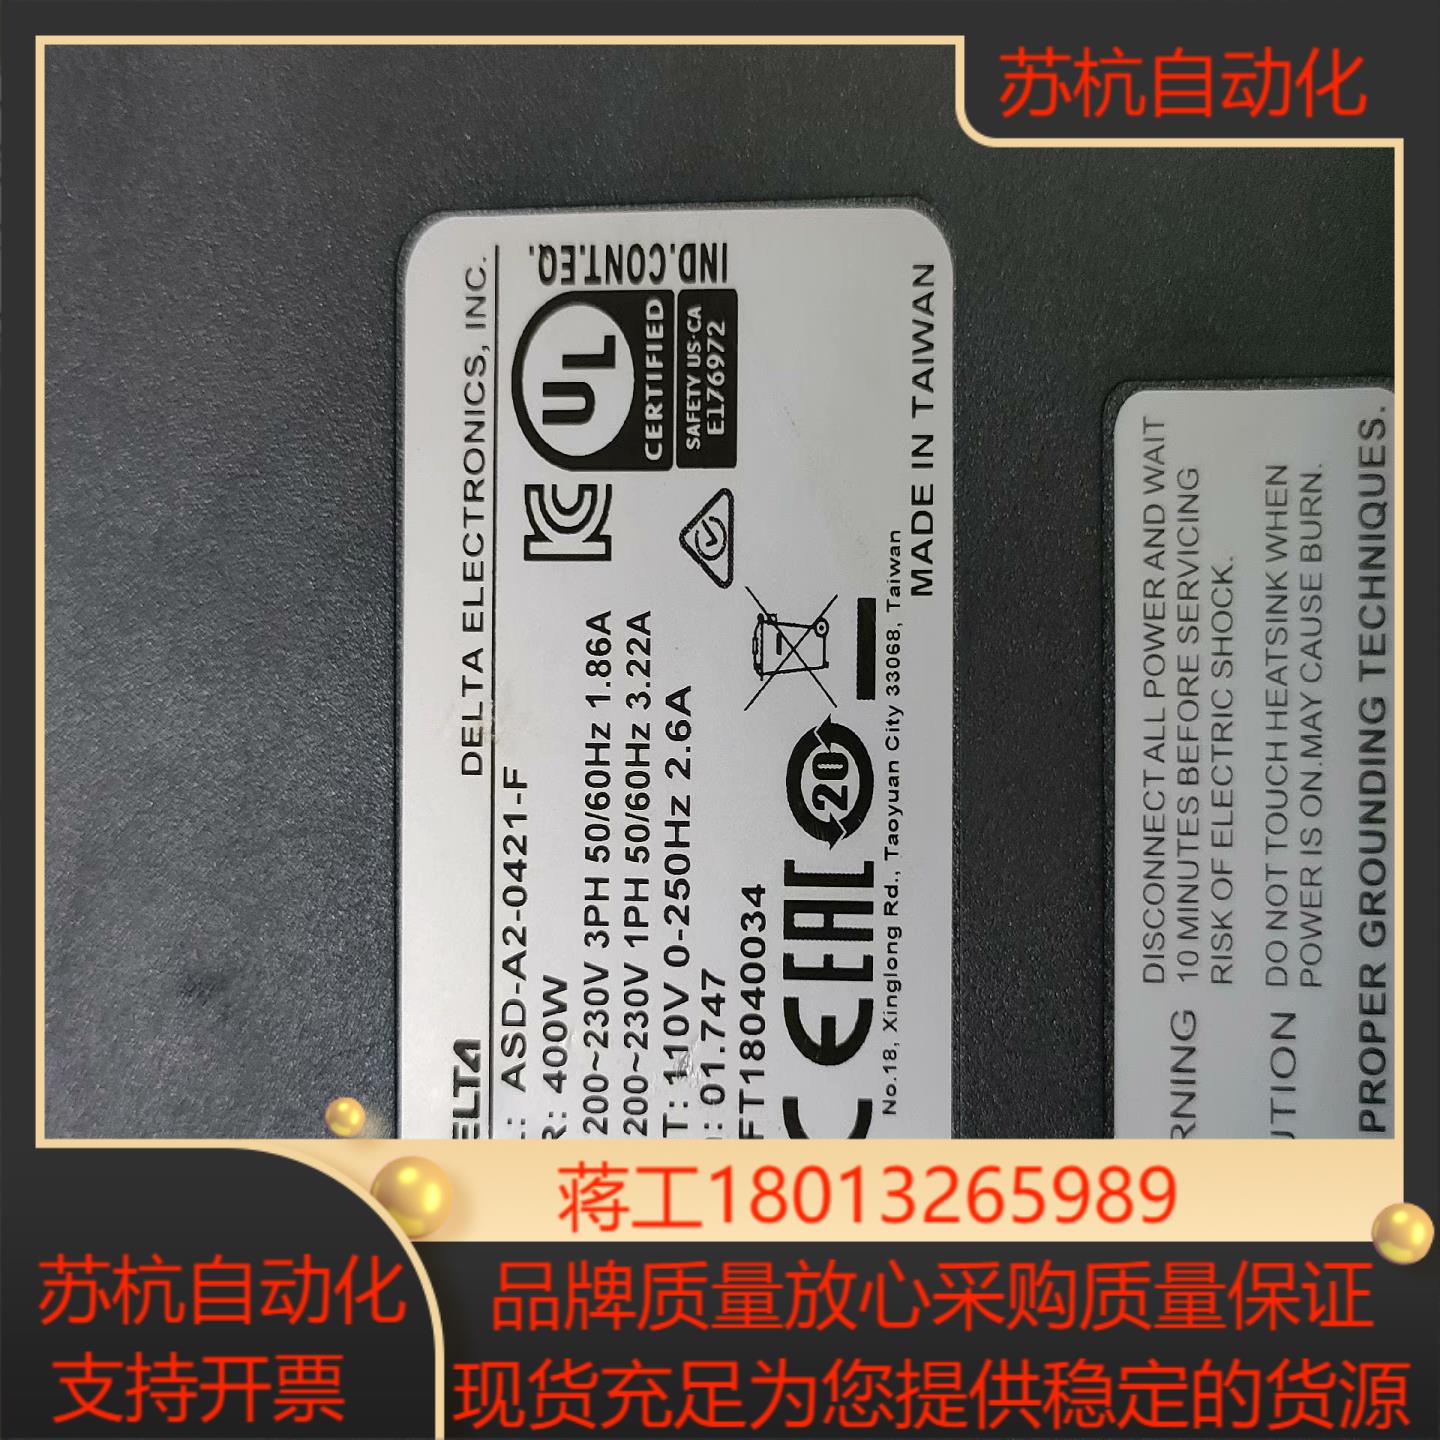 苏杭自动化
DELTA ELECTRONICS, INC.
ELTA
L: ASD-A2-0421-F
R: 400W
200~230V 3PH 50/60Hz 1.86A
200~230V 1PH 50/60Hz 3.22A
T: 110V 0-250Hz 2.6A
: 01.747
FT18040034
IND.CONT.EQ.
UL
CERTIFIED
SAFETY US·CA
E176972
KC
20
CE EAC
No.18, Xinglong Rd., Taoyuan City 33068, Taiwan
MADE IN TAIWAN
RNING
DISCONNECT ALL POWER AND WAIT
10 MINUTES BEFORE SERVICING
RISK OF ELECTRIC SHOCK.
UTION
DO NOT TOUCH HEATSINK WHEN
POWER IS ON.MAY CAUSE BURN.
PROPER GROUNDING TECHNIQUES.
蒋工18013265989
苏杭自动化
支持开票
品牌质量放心采购质量保证
现货充足为您提供稳定的货源